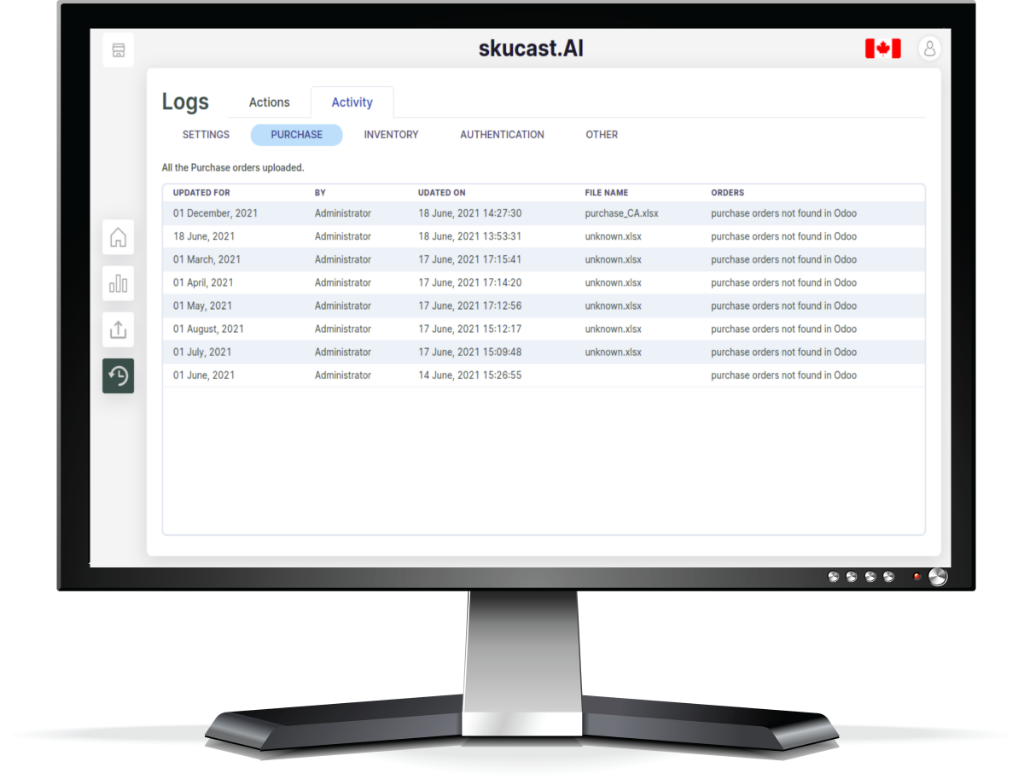 skucast.AI
Logs Actions Activity
SETTINGS PURCHASE INVENTORY AUTHENTICATION OTHER
All the Purchase orders uploaded.
UPDATED FOR BY UDATED ON FILE NAME ORDERS
01 December, 2021 Administrator 18 June, 2021 14:27:30 purchase_CA.xlsx purchase orders not found in Odoo
18 June, 2021 Administrator 18 June, 2021 13:53:31 unknown.xlsx purchase orders not found in Odoo
01 March, 2021 Administrator 17 June, 2021 17:15:41 unknown.xlsx purchase orders not found in Odoo
01 April, 2021 Administrator 17 June, 2021 17:14:20 unknown.xlsx purchase orders not found in Odoo
01 May, 2021 Administrator 17 June, 2021 17:12:56 unknown.xlsx purchase orders not found in Odoo
01 August, 2021 Administrator 17 June, 2021 15:12:17 unknown.xlsx purchase orders not found in Odoo
01 July, 2021 Administrator 17 June, 2021 15:09:48 unknown.xlsx purchase orders not found in Odoo
01 June, 2021 Administrator 14 June, 2021 15:26:55 purchase orders not found in Odoo